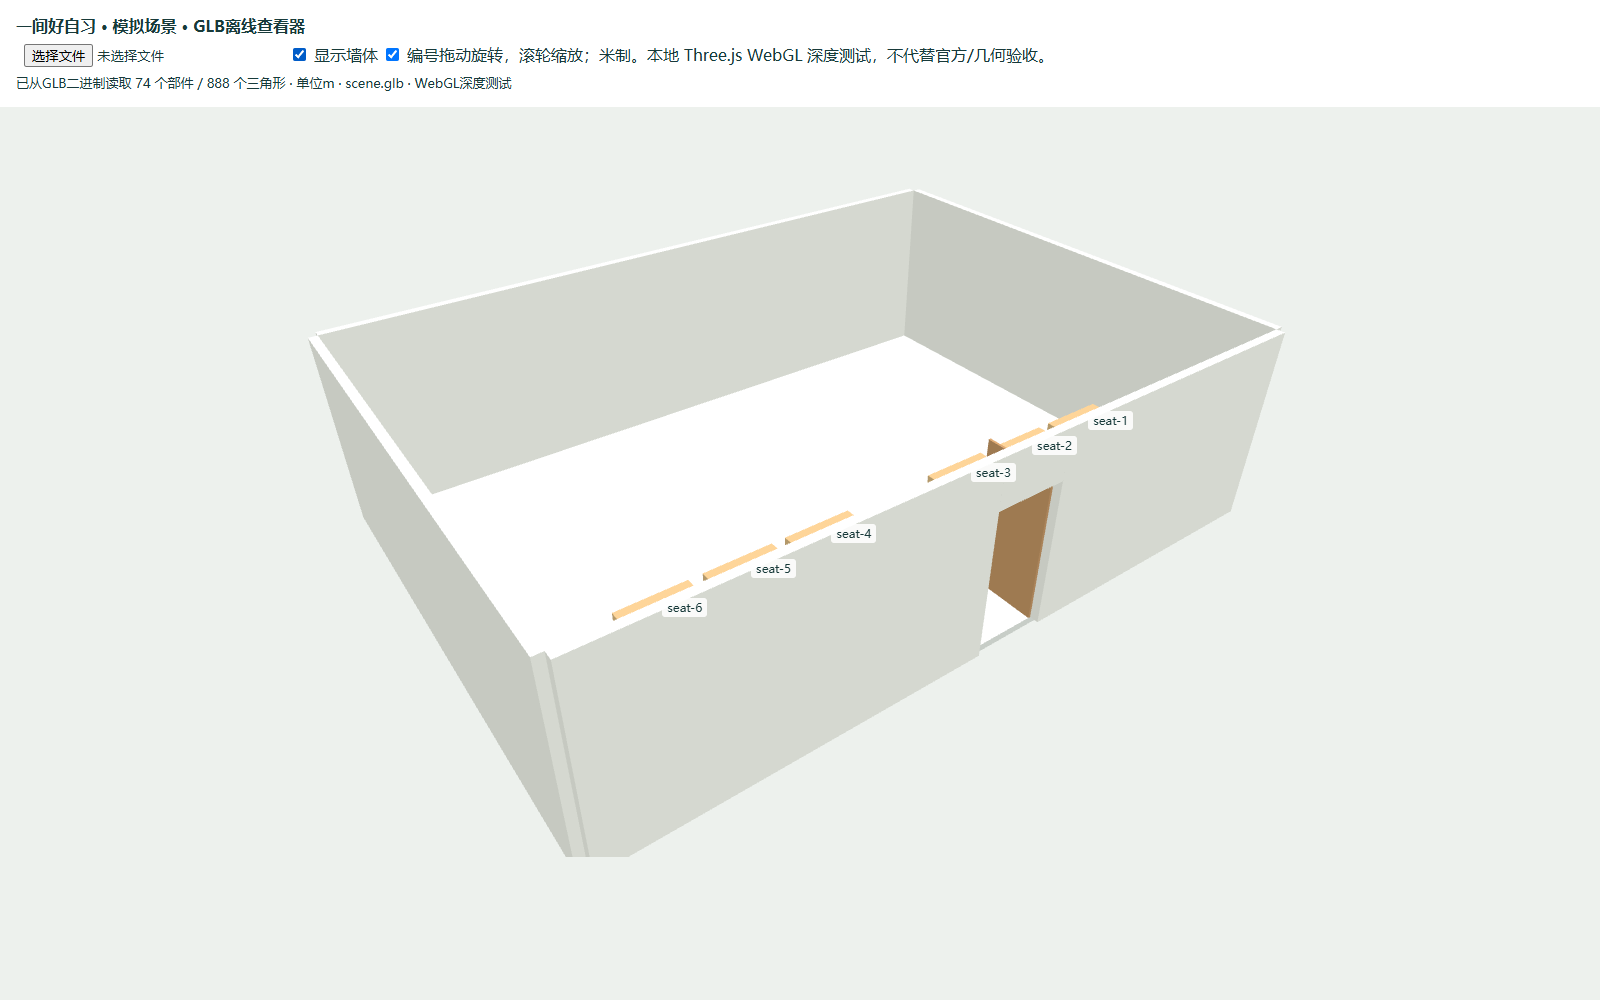 一间好自习 • 模拟场景 • GLB离线查看器
选择文件 未选择文件 显示墙体 编号拖动旋转，滚轮缩放；米制。本地 Three.js WebGL 深度测试，不代替官方/几何验收。
已从GLB二进制读取 74 个部件 / 888 个三角形 · 单位m · scene.glb · WebGL深度测试
seat-1
seat-2
seat-3
seat-4
seat-5
seat-6